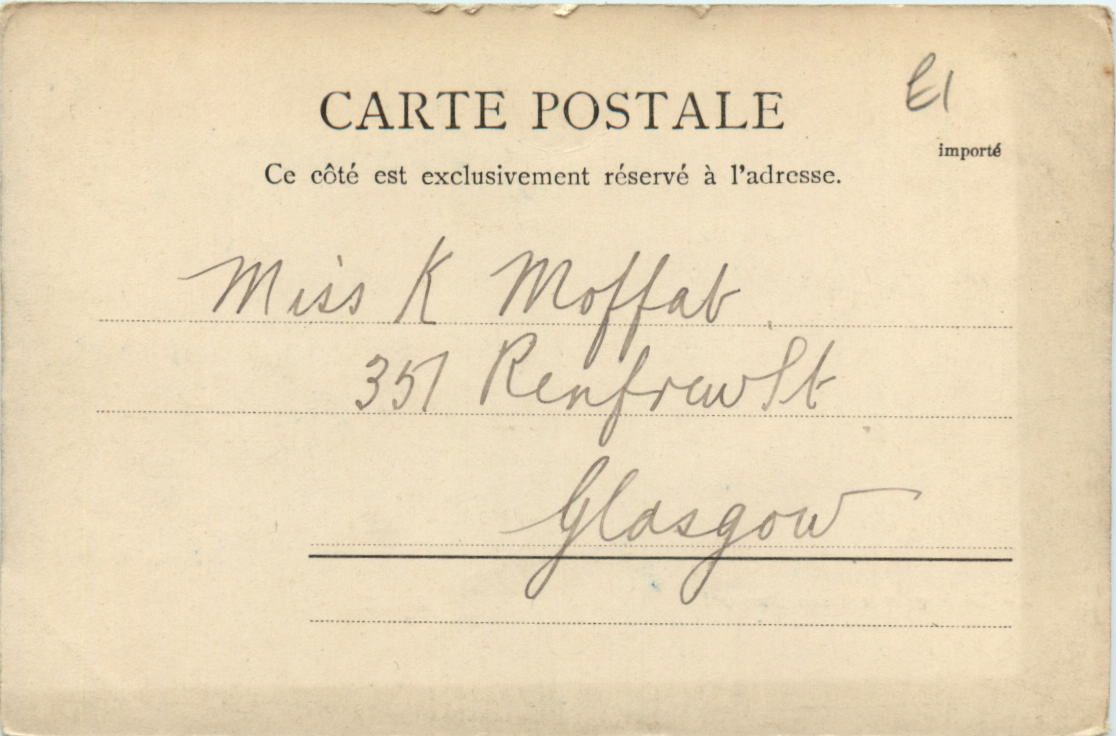 CARTE POSTALE
E1
importé
Ce côté est exclusivement réservé à l'adresse.
Miss K Moffat
351 Renfrew St
Glasgow